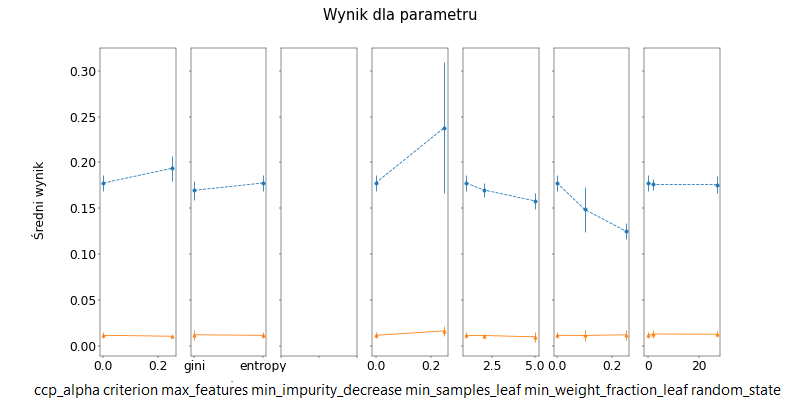 Wynik dla parametru
Średni wynik
0.30
0.25
0.20
0.15
0.10
0.05
0.00
0.0 0.2 gini entropy 0.0 0.2 2.5 5.0 0.0 0.2 0 20
ccp_alpha criterion max_features min_impurity_decrease min_samples_leaf min_weight_fraction_leaf random_state